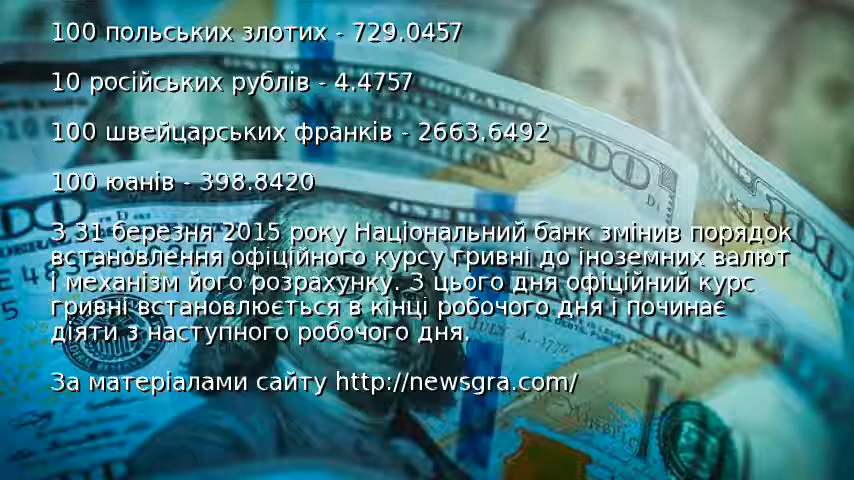 100 польських злотих - 729.0457
10 російських рублів - 4.4757
100 швейцарських франків - 2663.6492
100 юанів - 398.8420
З 31 березня 2015 року Національний банк змінив порядок
встановлення офіційного курсу гривні до іноземних валют
і механізм його розрахунку. З цього дня офіційний курс
гривні встановлюється в кінці робочого дня і починає
діяти з наступного робочого дня.
За матеріалами сайту http://newsgra.com/
100
100